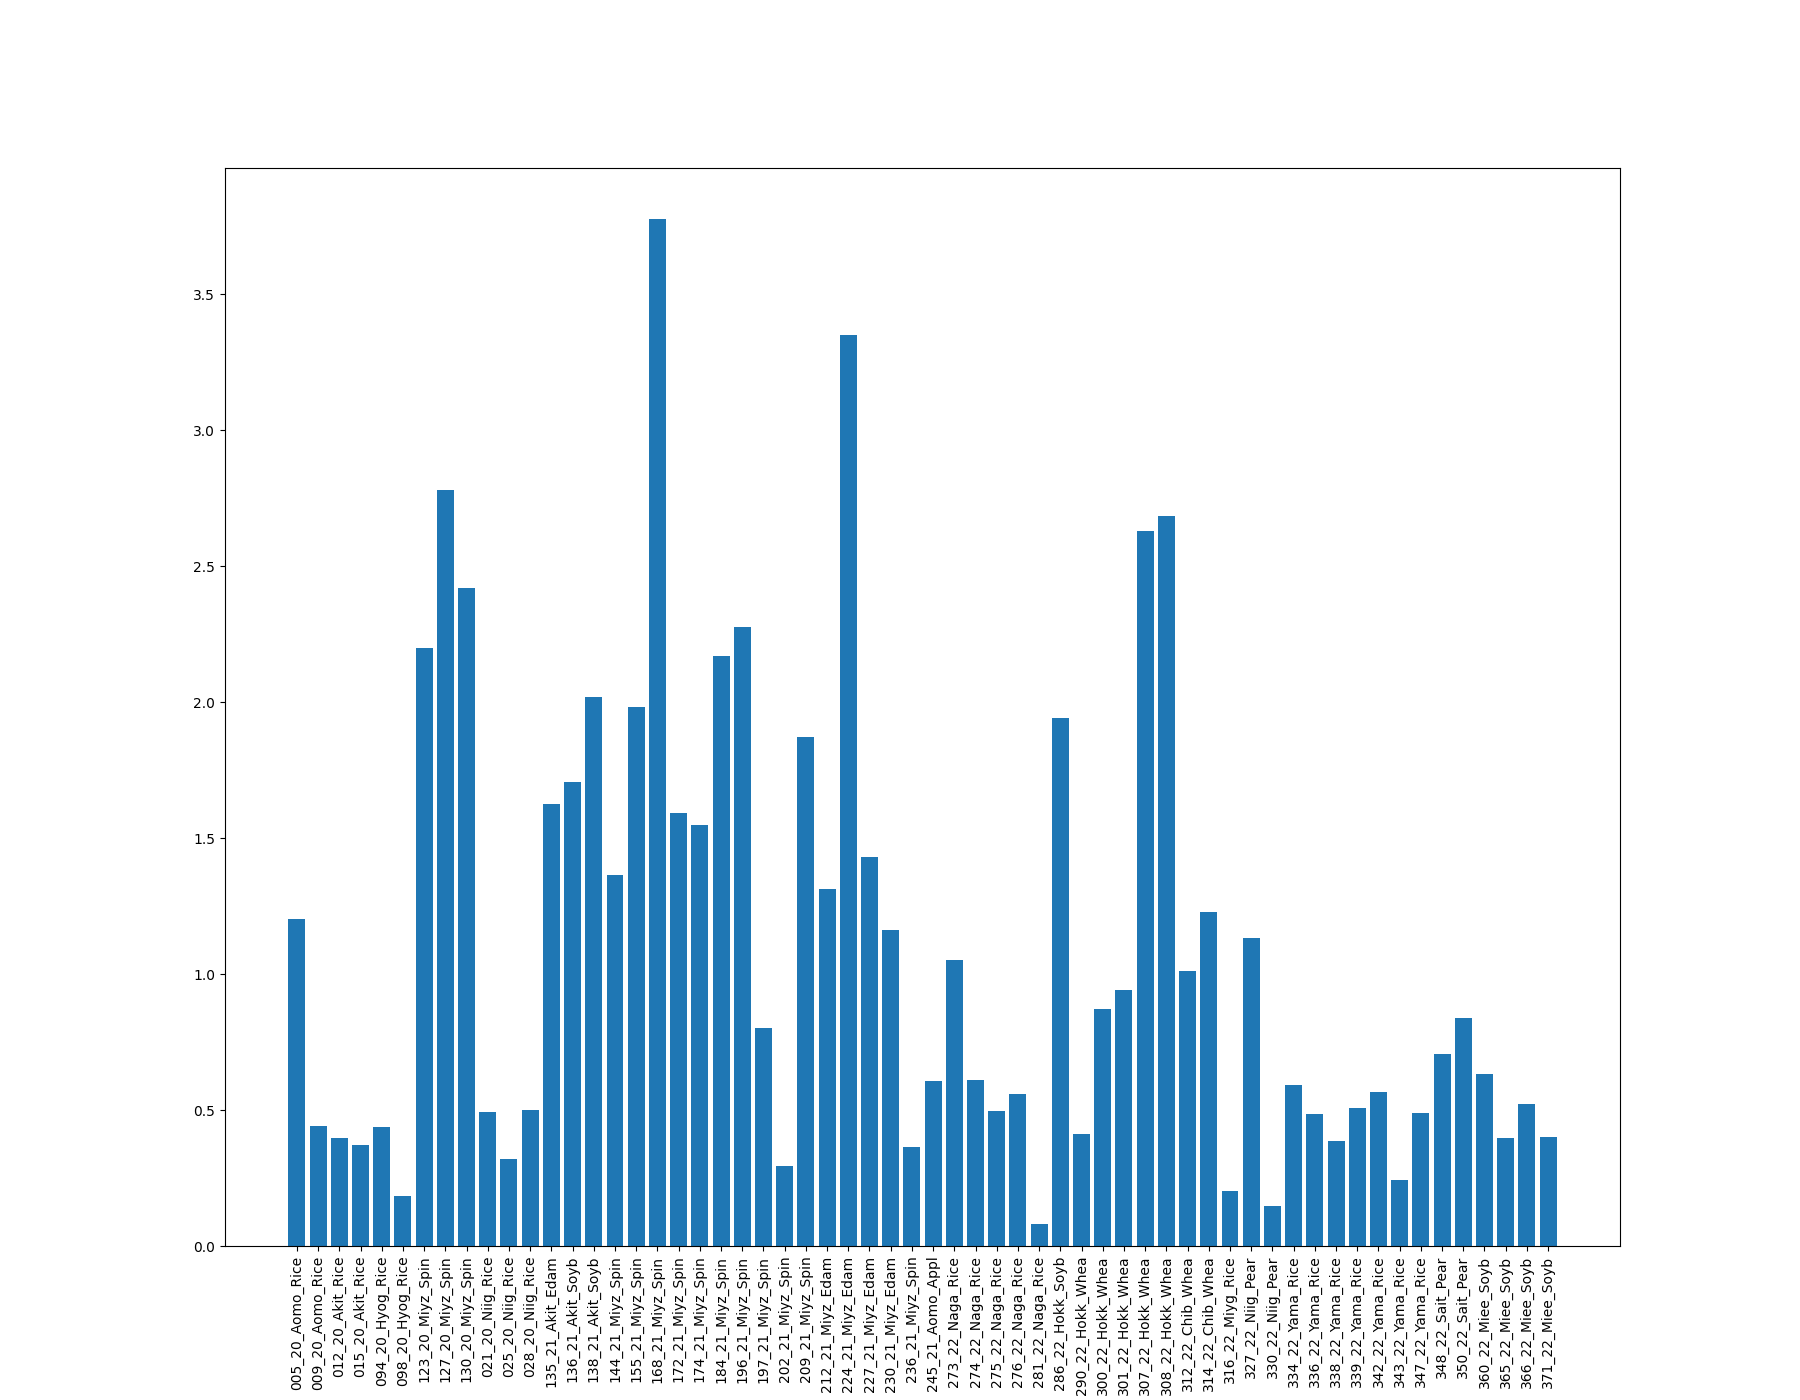 3.5
3.0
2.5
2.0
1.5
1.0
0.5
0.0
005_20_Aomo_Rice
009_20_Aomo_Rice
012_20_Akit_Rice
015_20_Akit_Rice
094_20_Hyog_Rice
098_20_Hyog_Rice
123_20_Miyz_Spin
127_20_Miyz_Spin
130_20_Miyz_Spin
021_20_Niig_Rice
025_20_Niig_Rice
028_20_Niig_Rice
135_21_Akit_Edam
136_21_Akit_Soyb
138_21_Akit_Soyb
144_21_Miyz_Spin
155_21_Miyz_Spin
168_21_Miyz_Spin
172_21_Miyz_Spin
174_21_Miyz_Spin
184_21_Miyz_Spin
196_21_Miyz_Spin
197_21_Miyz_Spin
202_21_Miyz_Spin
209_21_Miyz_Spin
212_21_Miyz_Edam
224_21_Miyz_Edam
227_21_Miyz_Edam
230_21_Miyz_Edam
236_21_Miyz_Spin
245_21_Aomo_Appl
273_22_Naga_Rice
274_22_Naga_Rice
275_22_Naga_Rice
276_22_Naga_Rice
281_22_Naga_Rice
286_22_Hokk_Soyb
290_22_Hokk_Whea
300_22_Hokk_Whea
301_22_Hokk_Whea
307_22_Hokk_Whea
308_22_Hokk_Whea
312_22_Chib_Whea
314_22_Chib_Whea
316_22_Miyg_Rice
327_22_Niig_Pear
330_22_Niig_Pear
334_22_Yama_Rice
336_22_Yama_Rice
338_22_Yama_Rice
339_22_Yama_Rice
342_22_Yama_Rice
343_22_Yama_Rice
347_22_Yama_Rice
348_22_Sait_Pear
350_22_Sait_Pear
360_22_Miee_Soyb
365_22_Miee_Soyb
366_22_Miee_Soyb
371_22_Miee_Soyb